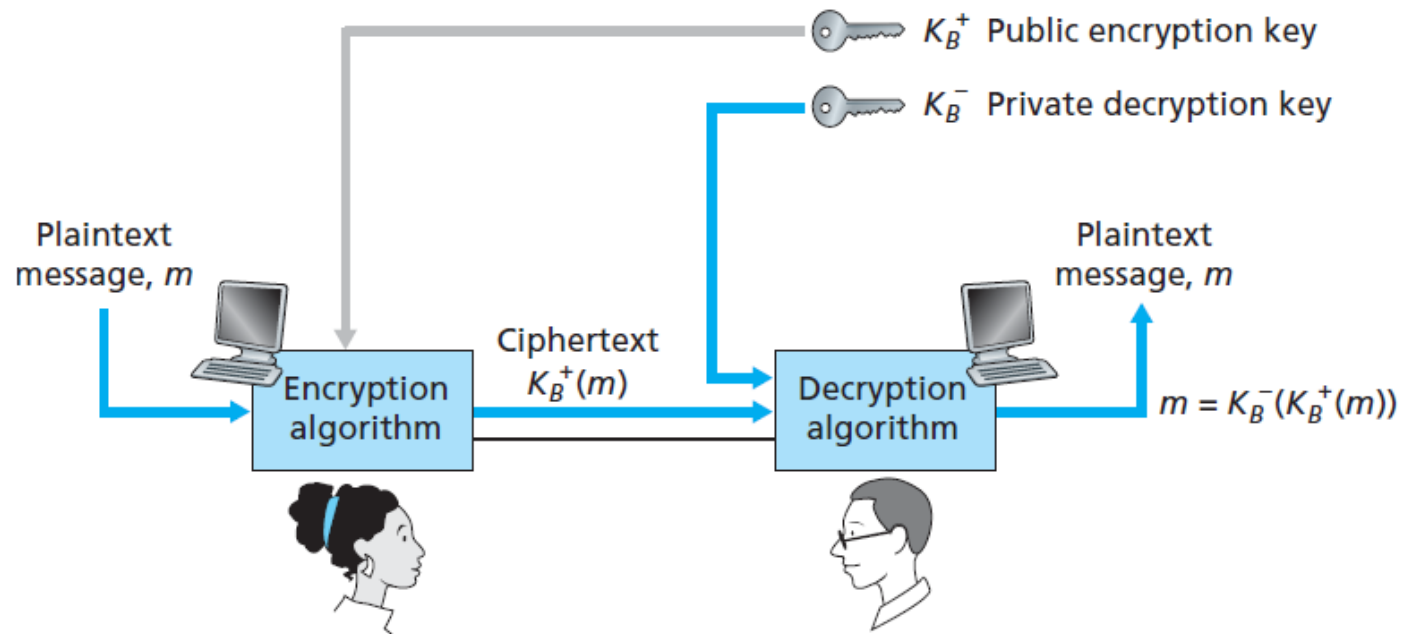 K_B^+ Public encryption key
K_B^- Private decryption key
Plaintext
message, m
Plaintext
message, m
Ciphertext
K_B^+(m)
Encryption
algorithm
Decryption
algorithm
m = K_B^-(K_B^+(m))